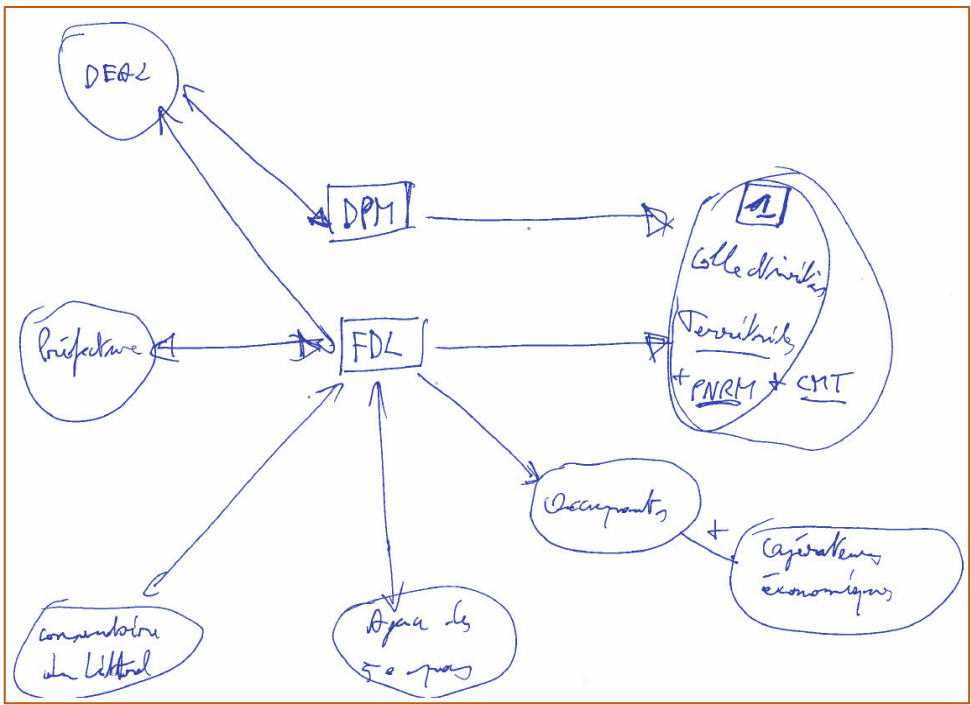 DEAL
DPM
1
Collectivités
Territoriales
+ PNRM + CMT
Préfecture
FDL
Occupants
+
opérateurs
économiques
conservatoire
du Littoral
Agence des
50 pas